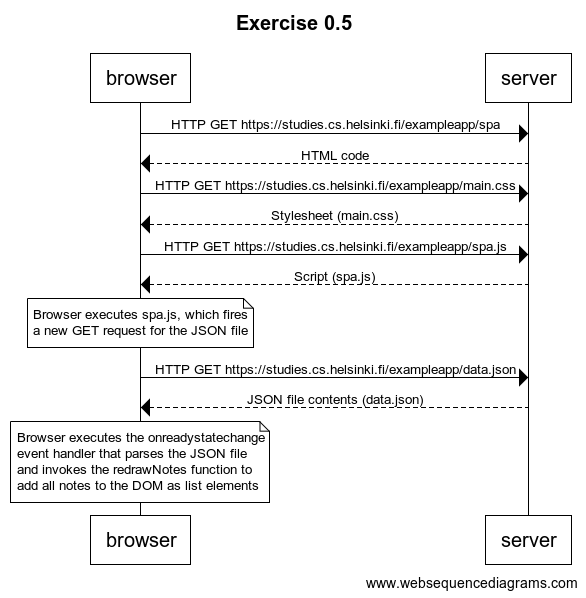 Exercise 0.5
browser
server
HTTP GET https://studies.cs.helsinki.fi/exampleapp/spa
HTML code
HTTP GET https://studies.cs.helsinki.fi/exampleapp/main.css
Stylesheet (main.css)
HTTP GET https://studies.cs.helsinki.fi/exampleapp/spa.js
Script (spa.js)
Browser executes spa.js, which fires
a new GET request for the JSON file
HTTP GET https://studies.cs.helsinki.fi/exampleapp/data.json
JSON file contents (data.json)
Browser executes the onreadystatechange
event handler that parses the JSON file
and invokes the redrawNotes function to
add all notes to the DOM as list elements
browser
server
www.websequencediagrams.com